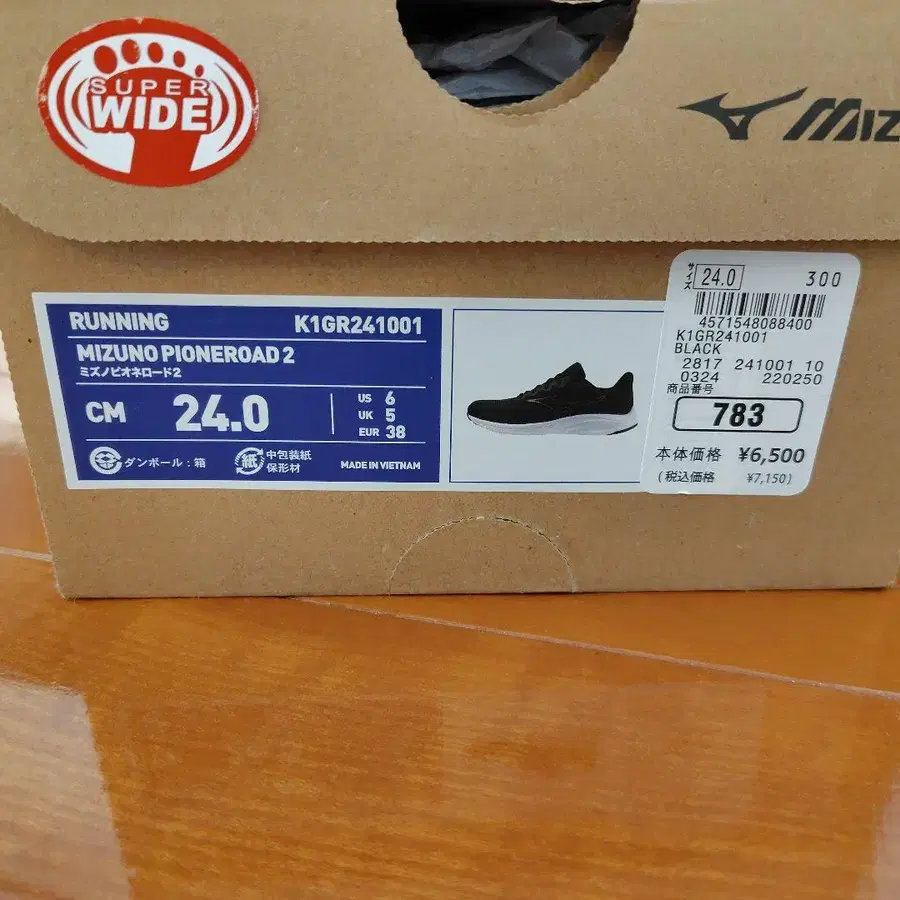 SUPER
WIDE
MIZ
RUNNING K1GR241001
MIZUNO PIONEROAD 2
ミズノピオネロード2
CM 24.0
US 6
UK 5
EUR 38
ダンボール:箱
紙
中包装紙
保形材
MADE IN VIETNAM
サイズ 24.0 300
4571548088400
K1GR241001
BLACK
2817 241001 10
0324 220250
商品番号
783
本体価格 ¥6,500
(税込価格 ¥7,150)